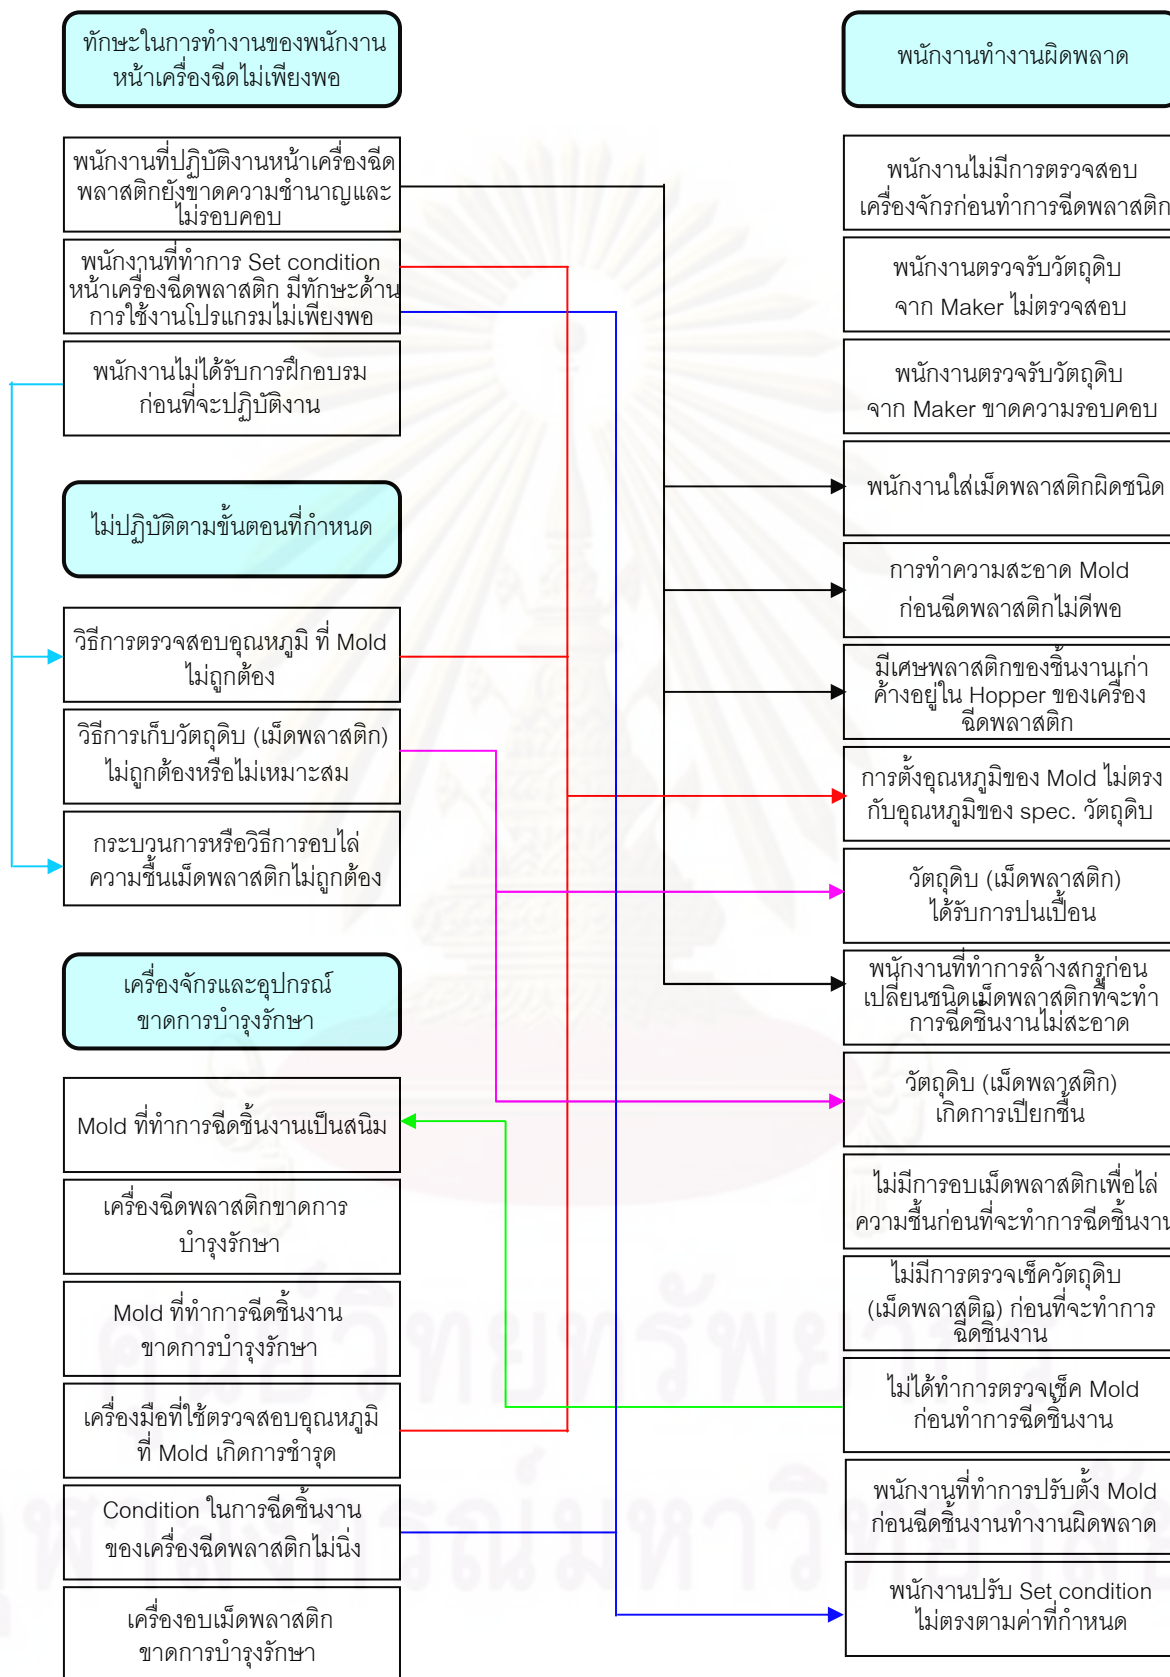 ทักษะในการทำงานของพนักงาน
หน้าเครื่องฉีดไม่เพียงพอ
พนักงานที่ปฏิบัติงานหน้าเครื่องฉีด
พลาสติกยังขาดความชำนาญและ
ไม่รอบคอบ
พนักงานที่ทำการ Set condition
หน้าเครื่องฉีดพลาสติก มีทักษะด้าน
การใช้งานโปรแกรมไม่เพียงพอ
พนักงานไม่ได้รับการฝึกอบรม
ก่อนที่จะปฏิบัติงาน
ไม่ปฏิบัติตามขั้นตอนที่กำหนด
วิธีการตรวจสอบอุณหภูมิ ที่ Mold
ไม่ถูกต้อง
วิธีการเก็บวัตถุดิบ (เม็ดพลาสติก)
ไม่ถูกต้องหรือไม่เหมาะสม
กระบวนการหรือวิธีการอบไล่
ความชื้นเม็ดพลาสติกไม่ถูกต้อง
เครื่องจักรและอุปกรณ์
ขาดการบำรุงรักษา
Mold ที่ทำการฉีดชิ้นงานเป็นสนิม
เครื่องฉีดพลาสติกขาดการ
บำรุงรักษา
Mold ที่ทำการฉีดชิ้นงาน
ขาดการบำรุงรักษา
เครื่องมือที่ใช้ตรวจสอบอุณหภูมิ
ที่ Mold เกิดการชำรุด
Condition ในการฉีดชิ้นงาน
ของเครื่องฉีดพลาสติกไม่นิ่ง
เครื่องอบเม็ดพลาสติก
ขาดการบำรุงรักษา
พนักงานทำงานผิดพลาด
พนักงานไม่มีการตรวจสอบ
เครื่องจักรก่อนทำการฉีดพลาสติก
พนักงานตรวจรับวัตถุดิบ
จาก Maker ไม่ตรวจสอบ
พนักงานตรวจรับวัตถุดิบ
จาก Maker ขาดความรอบคอบ
พนักงานใส่เม็ดพลาสติกผิดชนิด
การทำความสะอาด Mold
ก่อนฉีดพลาสติกไม่ดีพอ
มีเศษพลาสติกของชิ้นงานเก่า
ค้างอยู่ใน Hopper ของเครื่อง
ฉีดพลาสติก
การตั้งอุณหภูมิของ Mold ไม่ตรง
กับอุณหภูมิของ spec. วัตถุดิบ
วัตถุดิบ (เม็ดพลาสติก)
ได้รับการปนเปื้อน
พนักงานที่ทำการล้างสกรูก่อน
เปลี่ยนชนิดเม็ดพลาสติกที่จะทำ
การฉีดชิ้นงานไม่สะอาด
วัตถุดิบ (เม็ดพลาสติก)
เกิดการเปียกชื้น
ไม่มีการอบเม็ดพลาสติกเพื่อไล่
ความชื้นก่อนที่จะทำการฉีดชิ้นงาน
ไม่มีการตรวจเช็ควัตถุดิบ
(เม็ดพลาสติก) ก่อนที่จะทำการ
ฉีดชิ้นงาน
ไม่ได้ทำการตรวจเช็ค Mold
ก่อนทำการฉีดชิ้นงาน
พนักงานที่ทำการปรับตั้ง Mold
ก่อนฉีดชิ้นงานทำงานผิดพลาด
พนักงานปรับ Set condition
ไม่ตรงตามค่าที่กำหนด